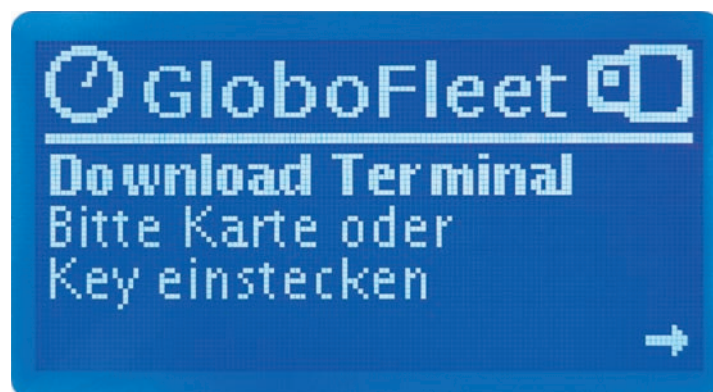 GloboFleet
Download Terminal
Bitte Karte oder
Key einstecken
→